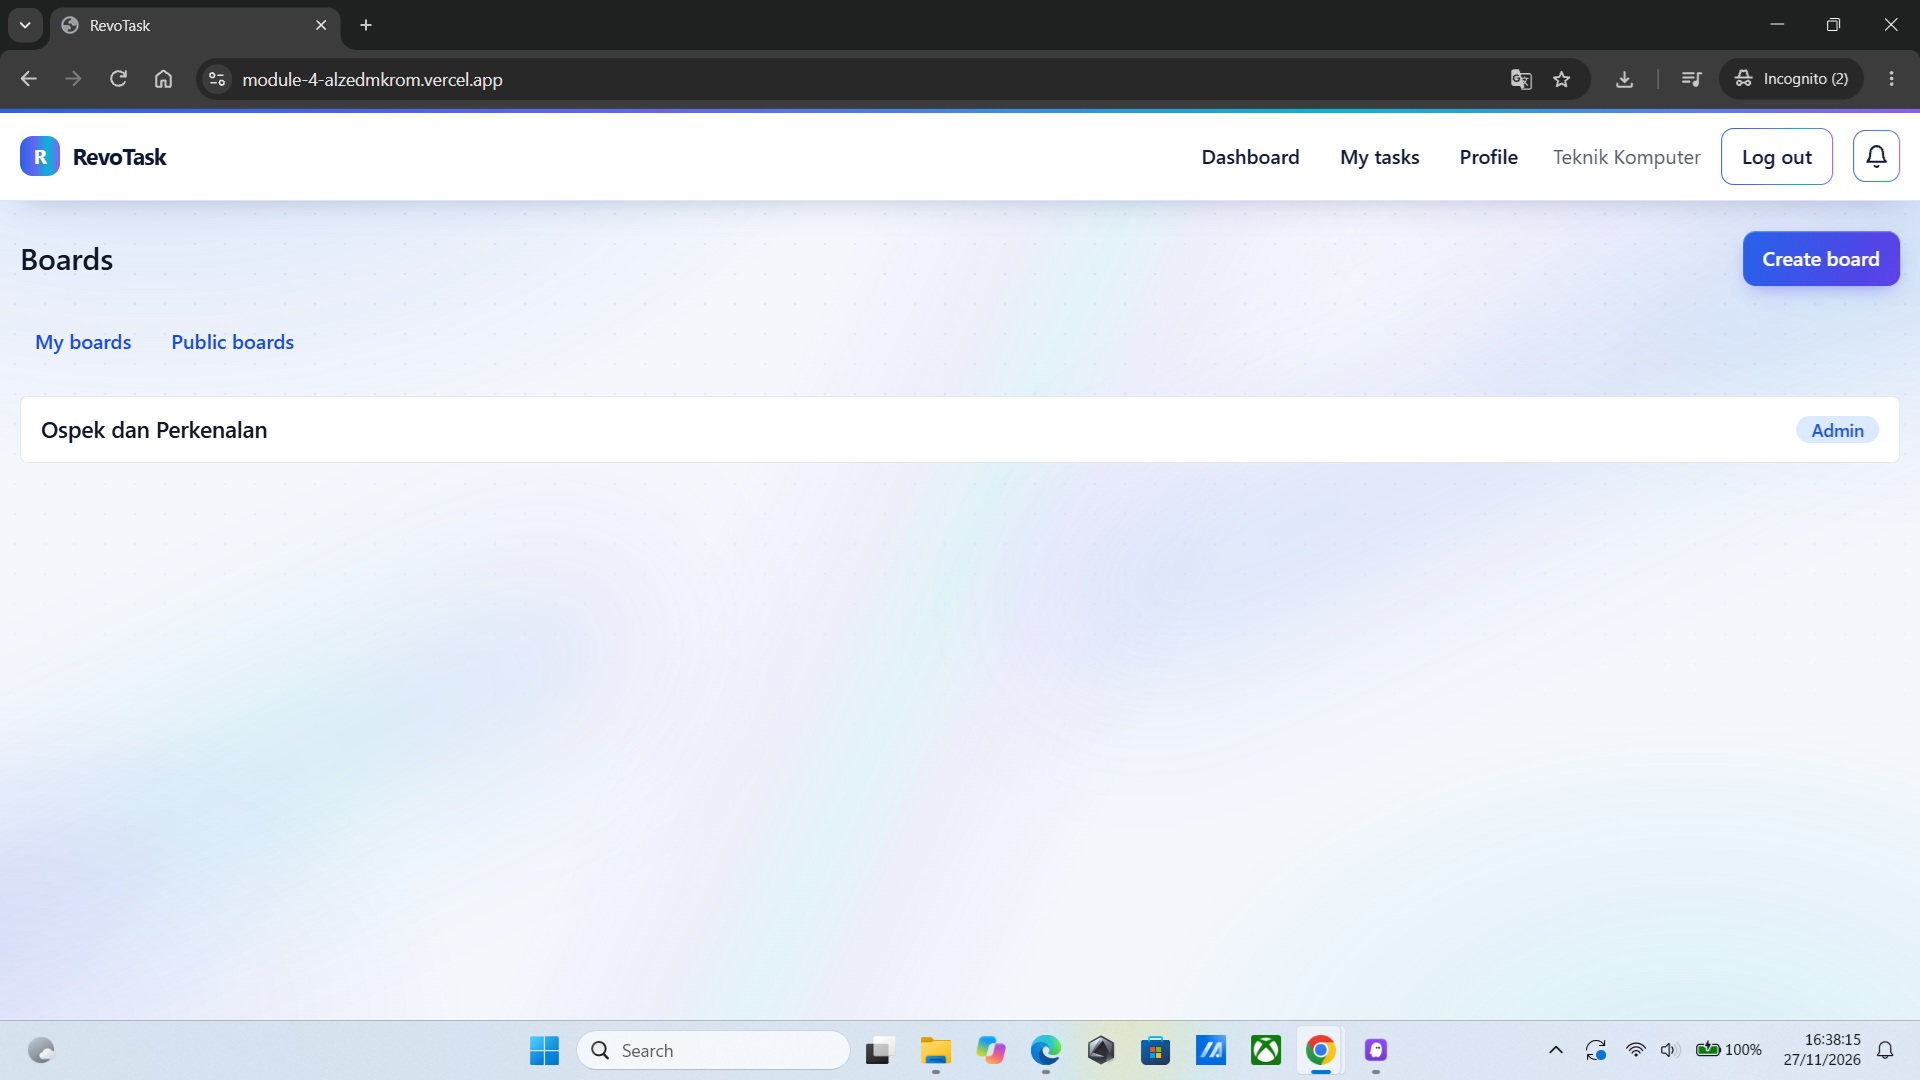 RevoTask
module-4-alzedmkrom.vercel.app
Incognito (2)
R RevoTask
Dashboard My tasks Profile Teknik Komputer Log out
Boards
Create board
My boards Public boards
Ospek dan Perkenalan
Admin
Search
100%
16:38:15
27/11/2026